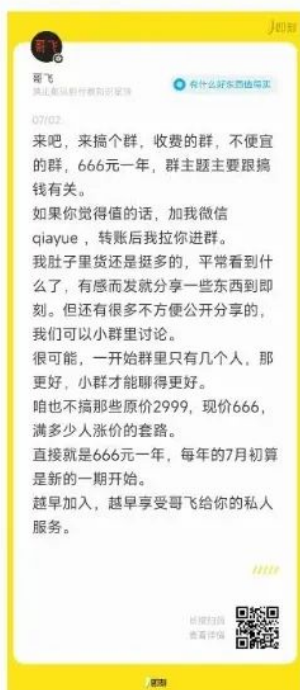 即刻
哥飞
有什么好东西值得买
07/02
来吧，来搞个群，收费的群，不便宜
的群，666元一年，群主题主要跟搞
钱有关。
如果你觉得值的话，加我微信
qiayue ，转账后我拉你进群。
我肚子里货还是挺多的，平常看到什
么了，有感而发就分享一些东西到即
刻。但还有很多不方便公开分享的，
我们可以小群里讨论。
很可能，一开始群里只有几个人，那
更好，小群才能聊得更好。
咱也不搞那些原价2999，现价666，
满多少人涨价的套路。
直接就是666元一年，每年的7月初算
是新的一期开始。
越早加入，越早享受哥飞给你的私人
服务。
长按扫码
查看详情
即刻